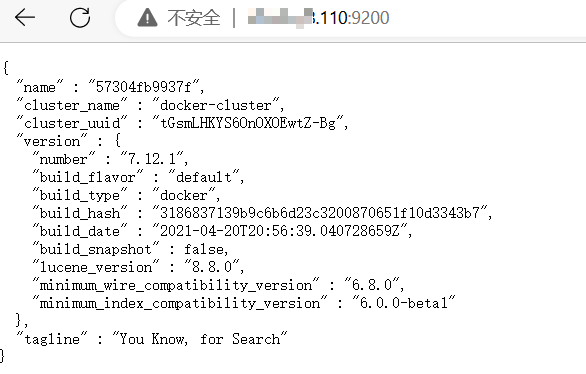 不安全
.110:9200
{
"name" : "57304fb9937f",
"cluster_name" : "docker-cluster",
"cluster_uuid" : "tGsmLHKYS6OnOXOEwtZ-Bg",
"version" : {
"number" : "7.12.1",
"build_flavor" : "default",
"build_type" : "docker",
"build_hash" : "3186837139b9c6b6d23c3200870651f10d3343b7",
"build_date" : "2021-04-20T20:56:39.040728659Z",
"build_snapshot" : false,
"lucene_version" : "8.8.0",
"minimum_wire_compatibility_version" : "6.8.0",
"minimum_index_compatibility_version" : "6.0.0-beta1"
},
"tagline" : "You Know, for Search"
}